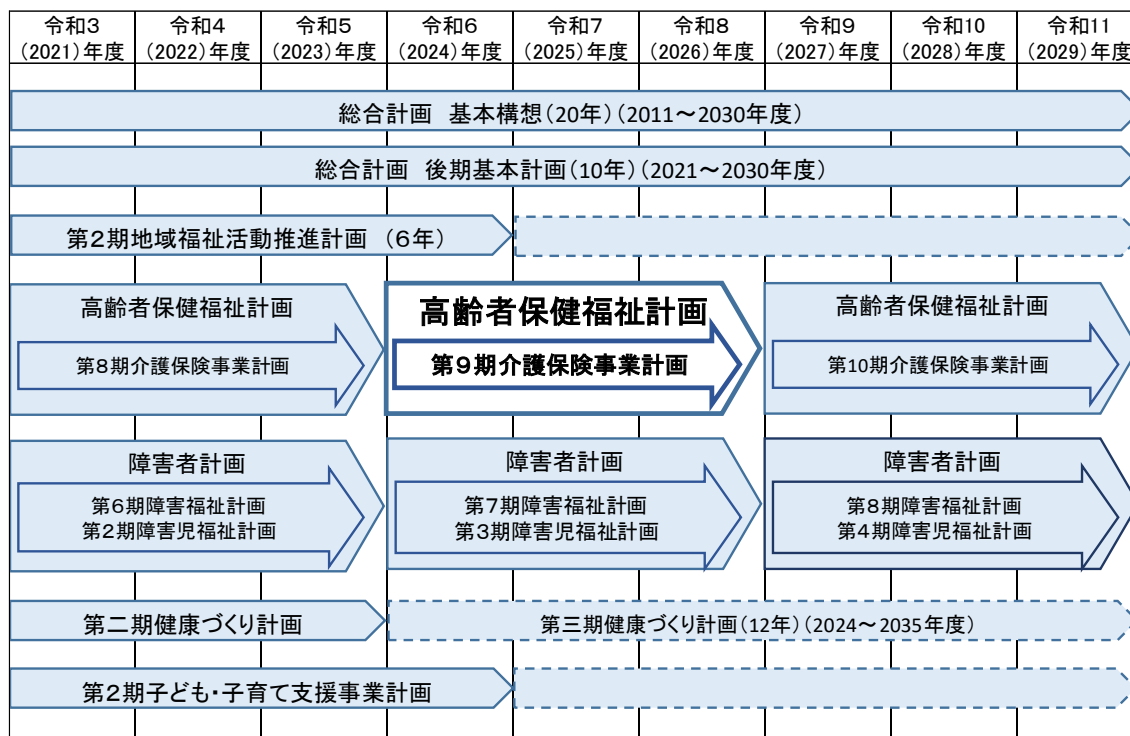 令和3 令和4 令和5 令和6 令和7 令和8 令和9 令和10 令和11
(2021)年度 (2022)年度 (2023)年度 (2024)年度 (2025)年度 (2026)年度 (2027)年度 (2028)年度 (2029)年度
総合計画 基本構想(20年)(2011～2030年度)
総合計画 後期基本計画(10年)(2021～2030年度)
第2期地域福祉活動推進計画 (6年)
高齢者保健福祉計画 高齢者保健福祉計画 高齢者保健福祉計画
第8期介護保険事業計画 第9期介護保険事業計画 第10期介護保険事業計画
障害者計画 障害者計画 障害者計画
第6期障害福祉計画 第7期障害福祉計画 第8期障害福祉計画
第2期障害児福祉計画 第3期障害児福祉計画 第4期障害児福祉計画
第二期健康づくり計画 第三期健康づくり計画(12年)(2024～2035年度)
第2期子ども・子育て支援事業計画